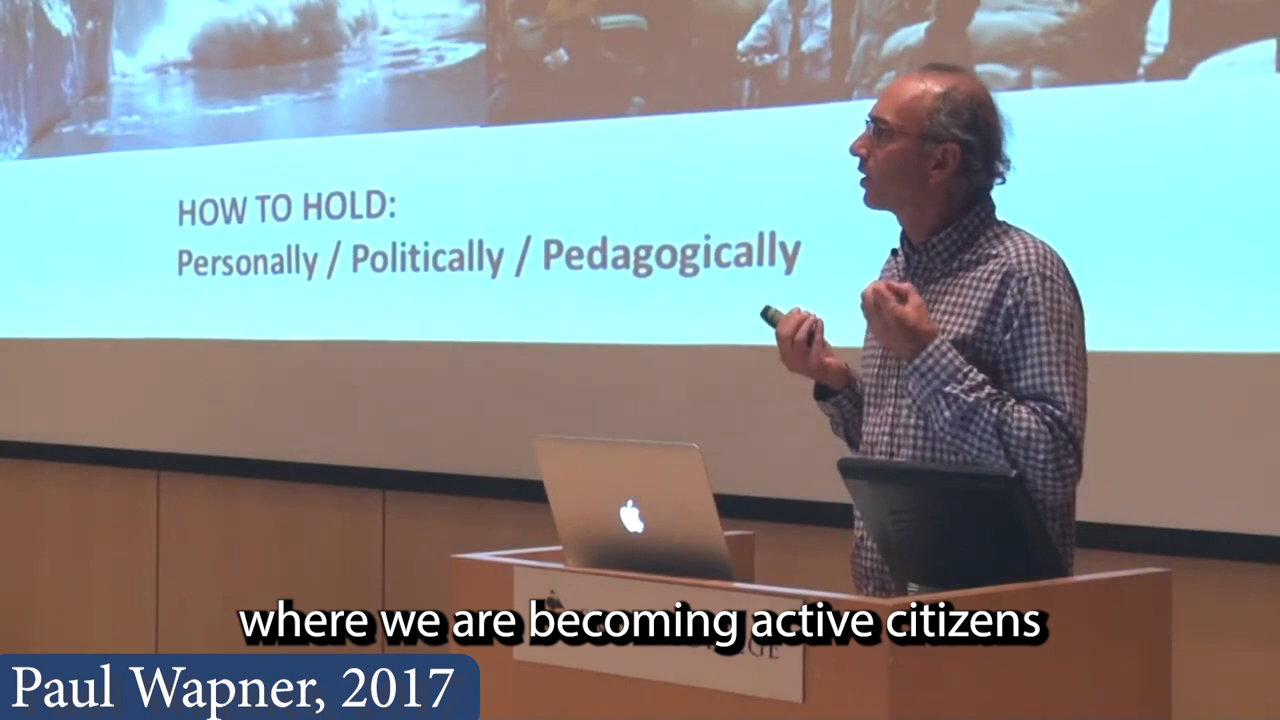 HOW TO HOLD:
Personally / Politically / Pedagogically
where we are becoming active citizens
Paul Wapner, 2017